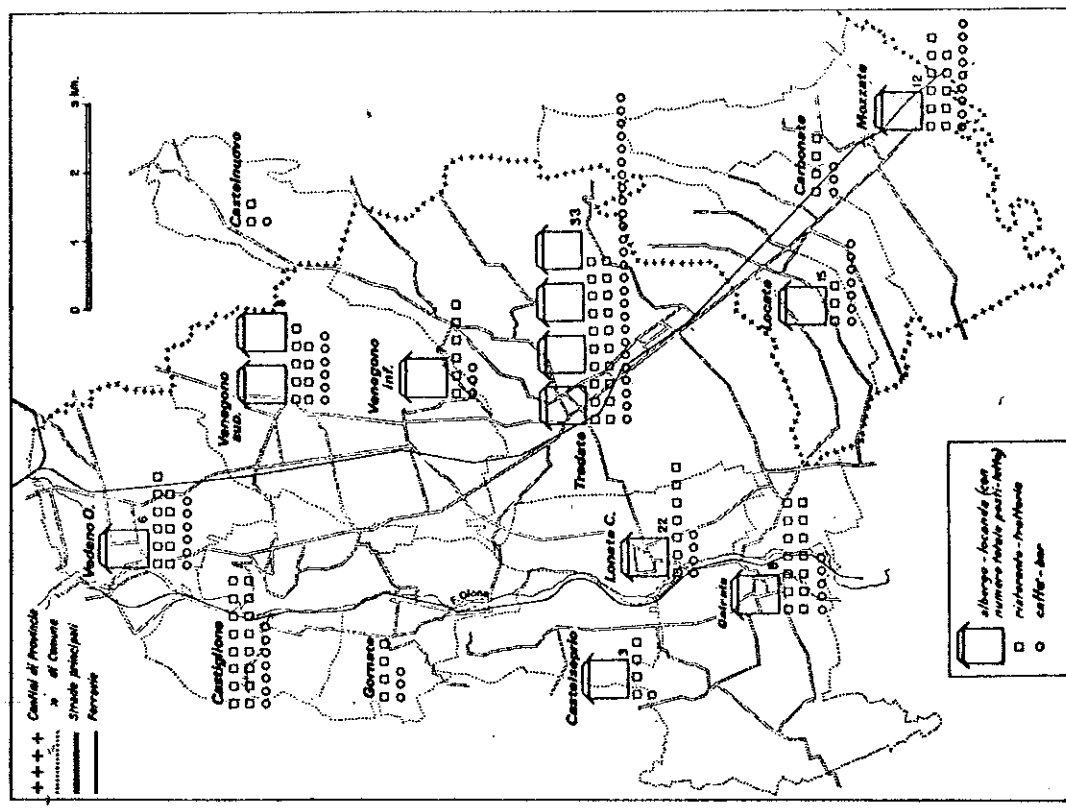 ++++ Confini di Provincia
» di Comune
Strade principali
Ferrovie
0 1 2 3 km.
Vedano O.
6
Venegono
sup.
Castelnuovo
Castiglione
Gornate
F. Olona
Venegono
inf.
Tradate
33
Lonate C.
22
Castelseprio
3
Cairate
Locate
15
Carbonate
Mozzate
12
albergo-locanda (con
numero totale posti-letto)
ristorante-trattoria
caffe'-bar